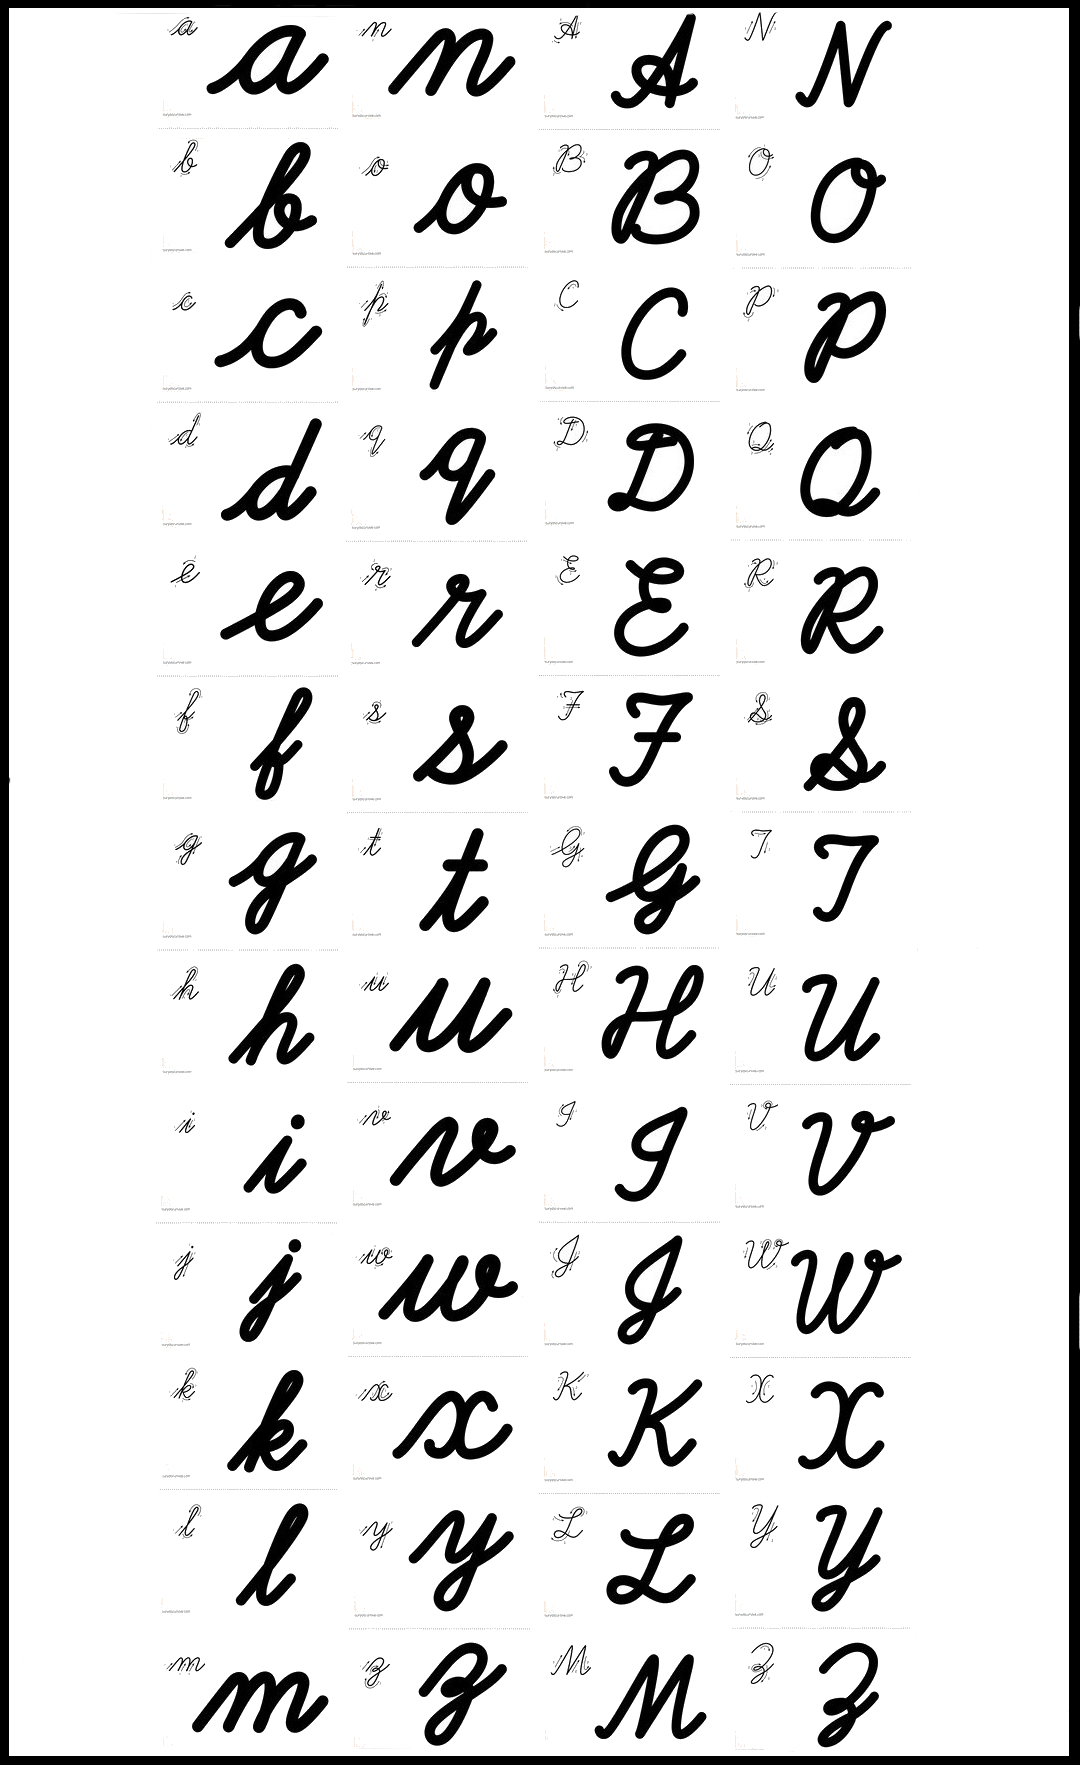 a a n n A A N N
b b o o B B O O
c c p p C C P P
d d q q D D Q Q
e e r r E E R R
f f s s F F S S
g g t t G G T T
h h u u H H U U
i i v v I I V V
j j w w J J W W
k k x x K K X X
l l y y L L Y Y
m m z z M M Z Z